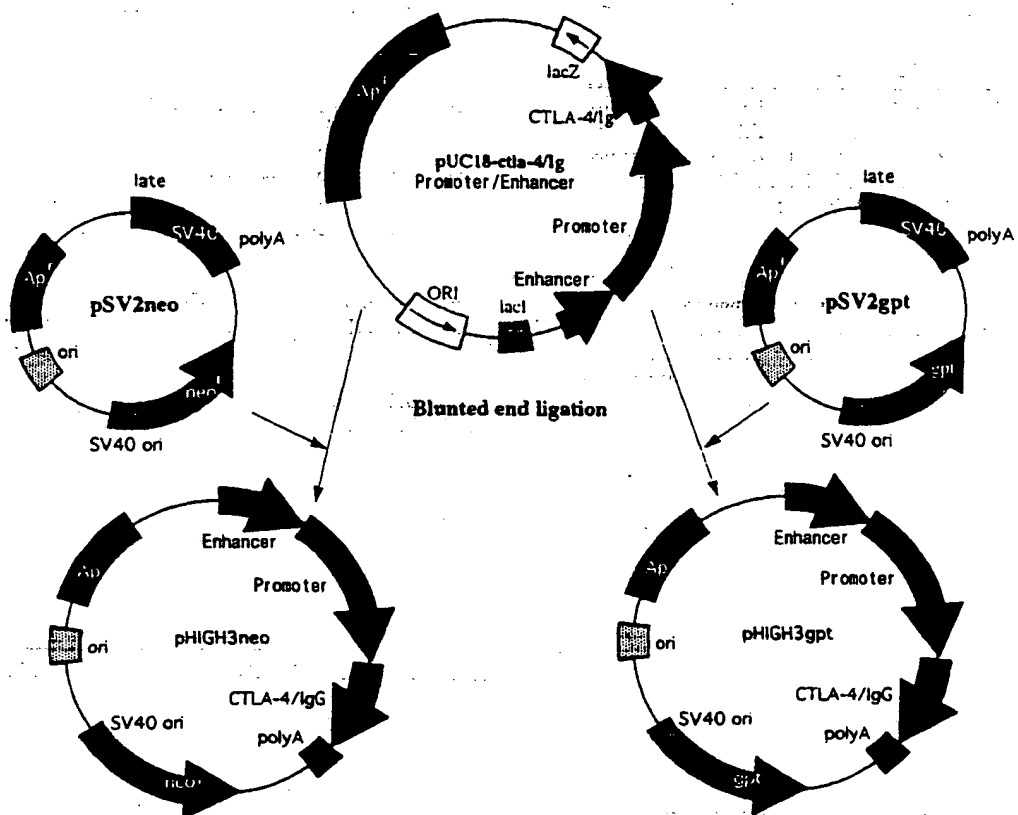 lacZ
Ap
CTLA-4/Ig
pUC18-ctla-4/Ig
Promoter/Enhancer
Promoter
Enhancer
ORI
lacI
late
SV40
polyA
Ap
pSV2neo
ori
neo
SV40 ori
late
SV40
polyA
Ap
pSV2gpt
ori
gpt
SV40 ori
Blunted end ligation
Enhancer
Ap
Promoter
ori
pHIGH3neo
CTLA-4/IgG
SV40 ori
polyA
neo
Enhancer
Ap
Promoter
ori
pHIGH3gpt
CTLA-4/IgG
SV40 ori
polyA
gpt